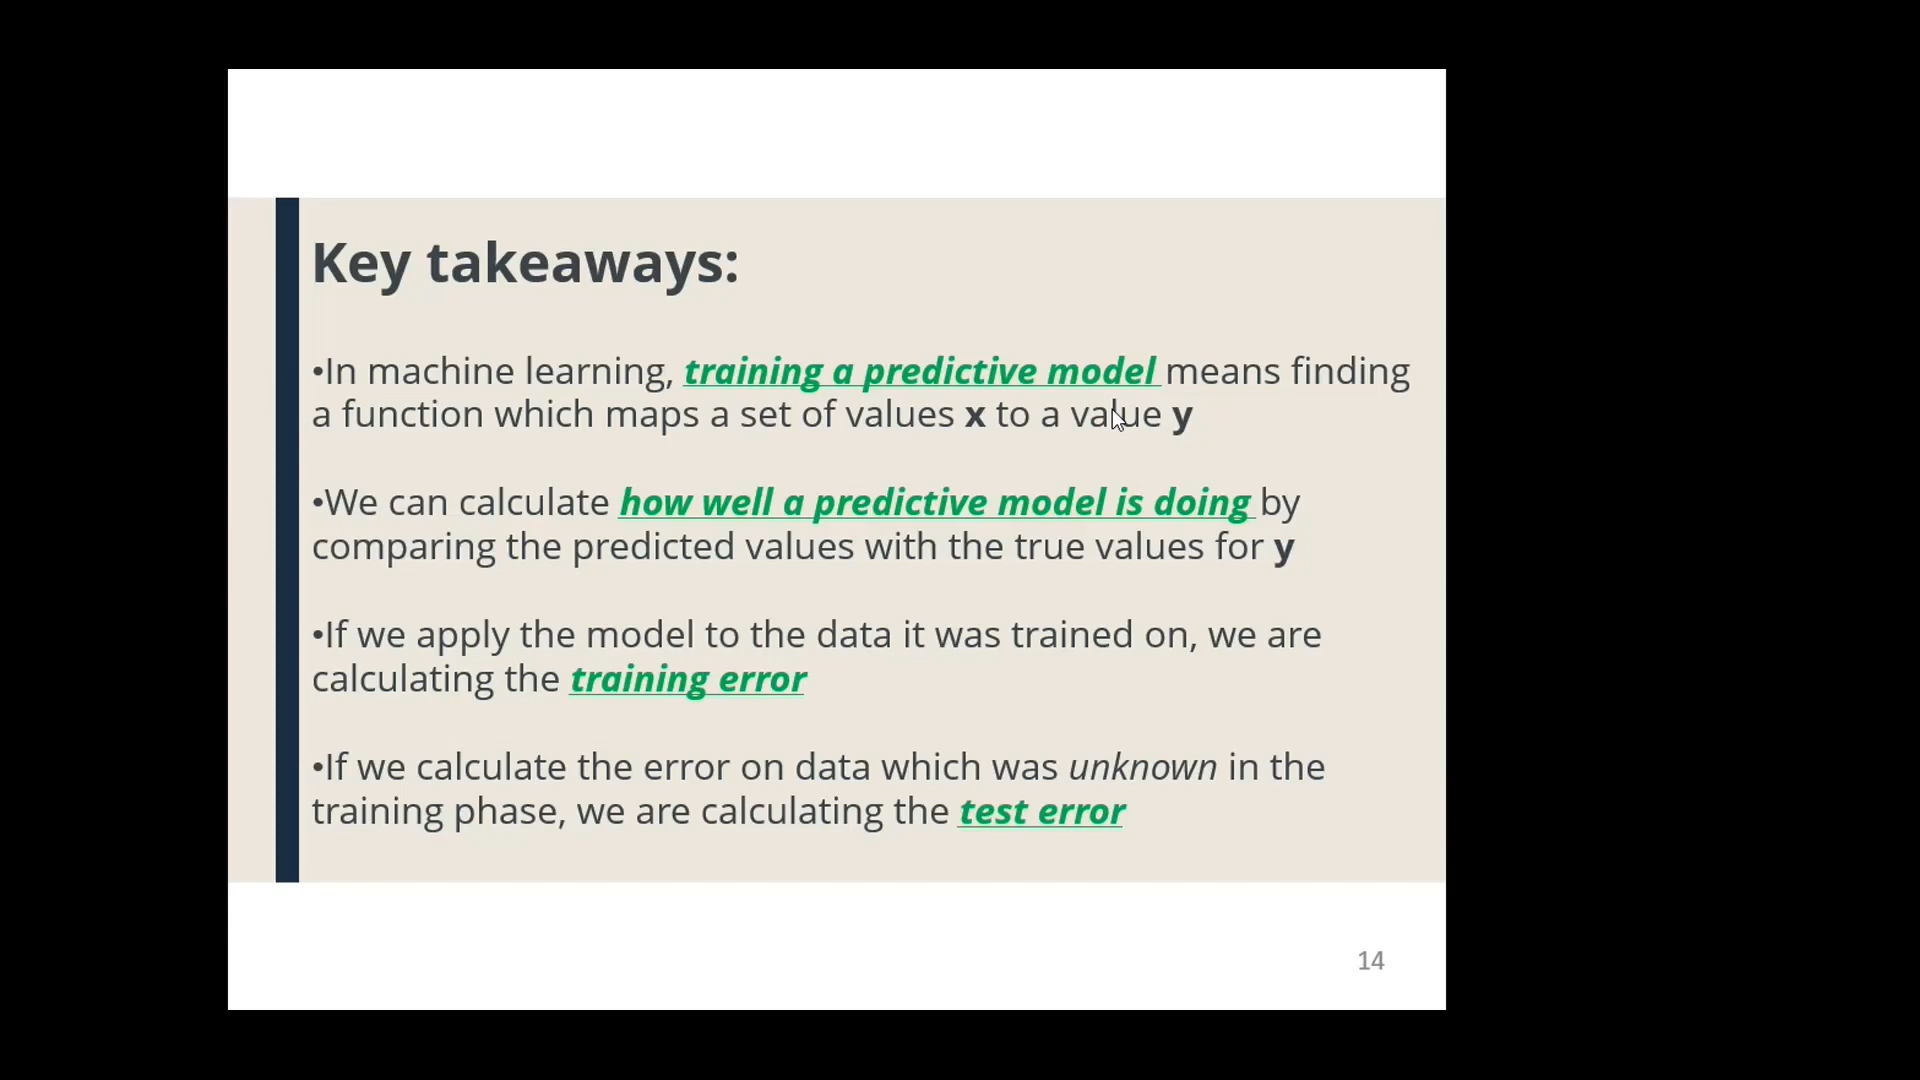 Key takeaways:
•In machine learning, training a predictive model means finding
a function which maps a set of values x to a value y
•We can calculate how well a predictive model is doing by
comparing the predicted values with the true values for y
•If we apply the model to the data it was trained on, we are
calculating the training error
•If we calculate the error on data which was unknown in the
training phase, we are calculating the test error
14